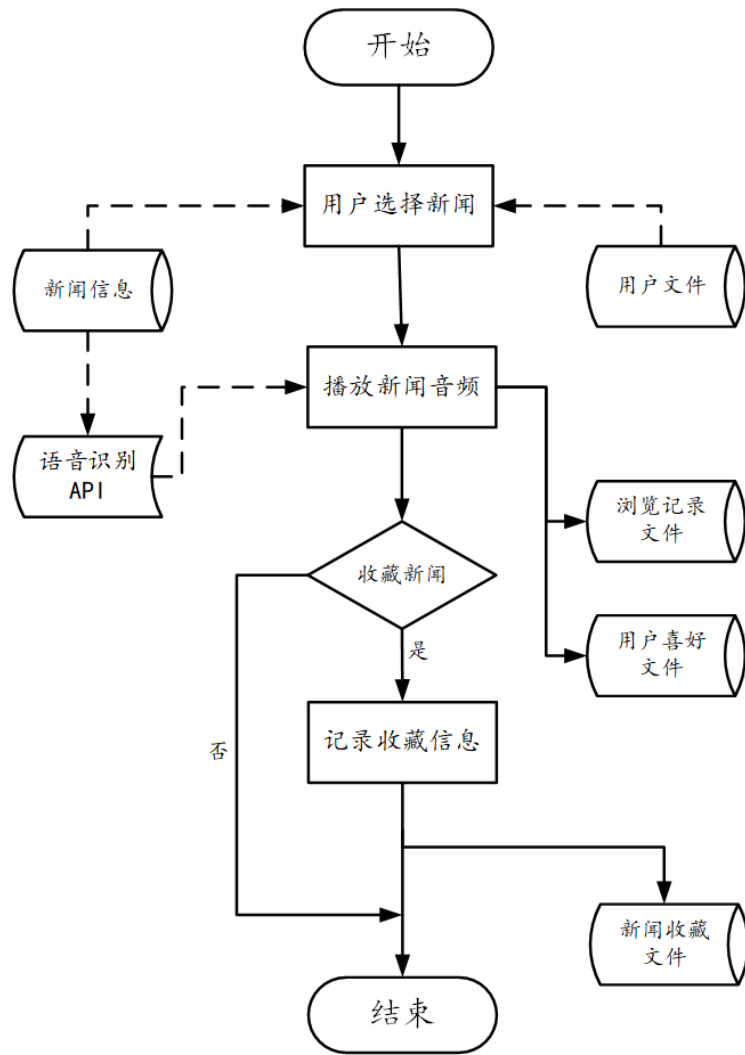 开始
用户选择新闻
新闻信息
用户文件
播放新闻音频
语音识别
API
浏览记录
文件
收藏新闻
用户喜好
文件
是
记录收藏信息
否
新闻收藏
文件
结束